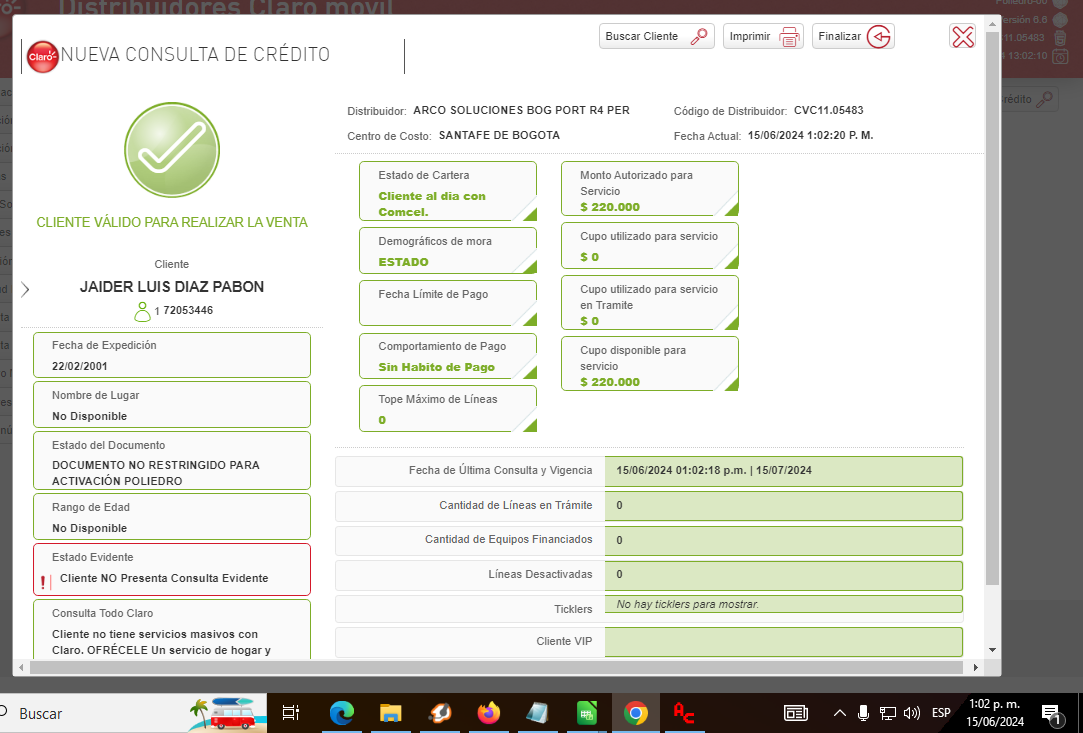 Distribuidores Claro móvil
Poliedro-00
Versión 6.6
11.05483
13:02:10
Buscar Cliente
Imprimir
Finalizar
Claro
NUEVA CONSULTA DE CRÉDITO
rédito
Distribuidor: ARCO SOLUCIONES BOG PORT R4 PER
Código de Distribuidor: CVC11.05483
Centro de Costo: SANTAFE DE BOGOTA
Fecha Actual: 15/06/2024 1:02:20 P. M.
CLIENTE VÁLIDO PARA REALIZAR LA VENTA
Cliente
JAIDER LUIS DIAZ PABON
1 72053446
Fecha de Expedición
22/02/2001
Nombre de Lugar
No Disponible
Estado del Documento
DOCUMENTO NO RESTRINGIDO PARA
ACTIVACIÓN POLIEDRO
Rango de Edad
No Disponible
Estado Evidente
! Cliente NO Presenta Consulta Evidente
Consulta Todo Claro
Cliente no tiene servicios masivos con
Claro. OFRÉCELE Un servicio de hogar y
Estado de Cartera
Cliente al dia con
Comcel.
Demográficos de mora
ESTADO
Fecha Límite de Pago
Comportamiento de Pago
Sin Habito de Pago
Tope Máximo de Líneas
0
Monto Autorizado para
Servicio
$ 220.000
Cupo utilizado para servicio
$ 0
Cupo utilizado para servicio
en Tramite
$ 0
Cupo disponible para
servicio
$ 220.000
Fecha de Última Consulta y Vigencia 15/06/2024 01:02:18 p.m. | 15/07/2024
Cantidad de Líneas en Trámite 0
Cantidad de Equipos Financiados 0
Líneas Desactivadas 0
Ticklers No hay ticklers para mostrar.
Cliente VIP
Buscar
ESP
1:02 p. m.
15/06/2024
1